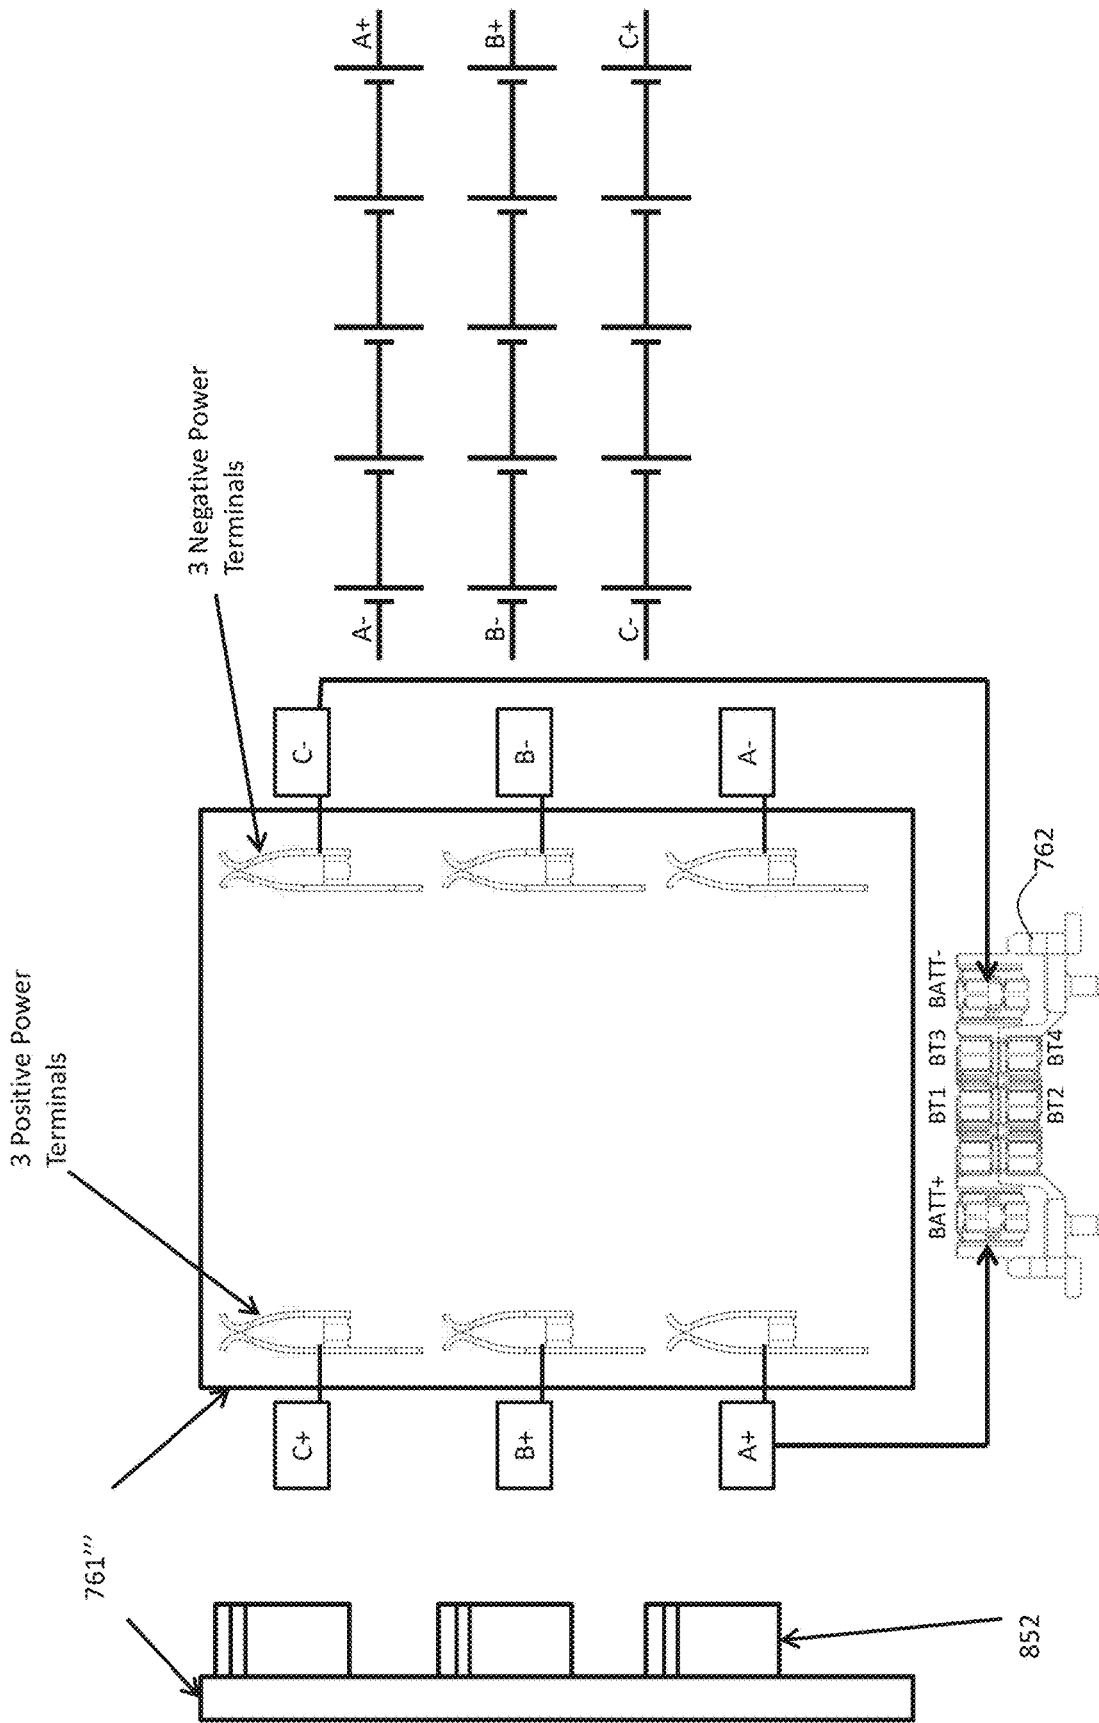 761'''
852
3 Positive Power
Terminals
3 Negative Power
Terminals
C+
B+
A+
C-
B-
A-
BATT+
BT1
BT3
BATT-
BT2
BT4
762
A-
A+
B-
B+
C-
C+